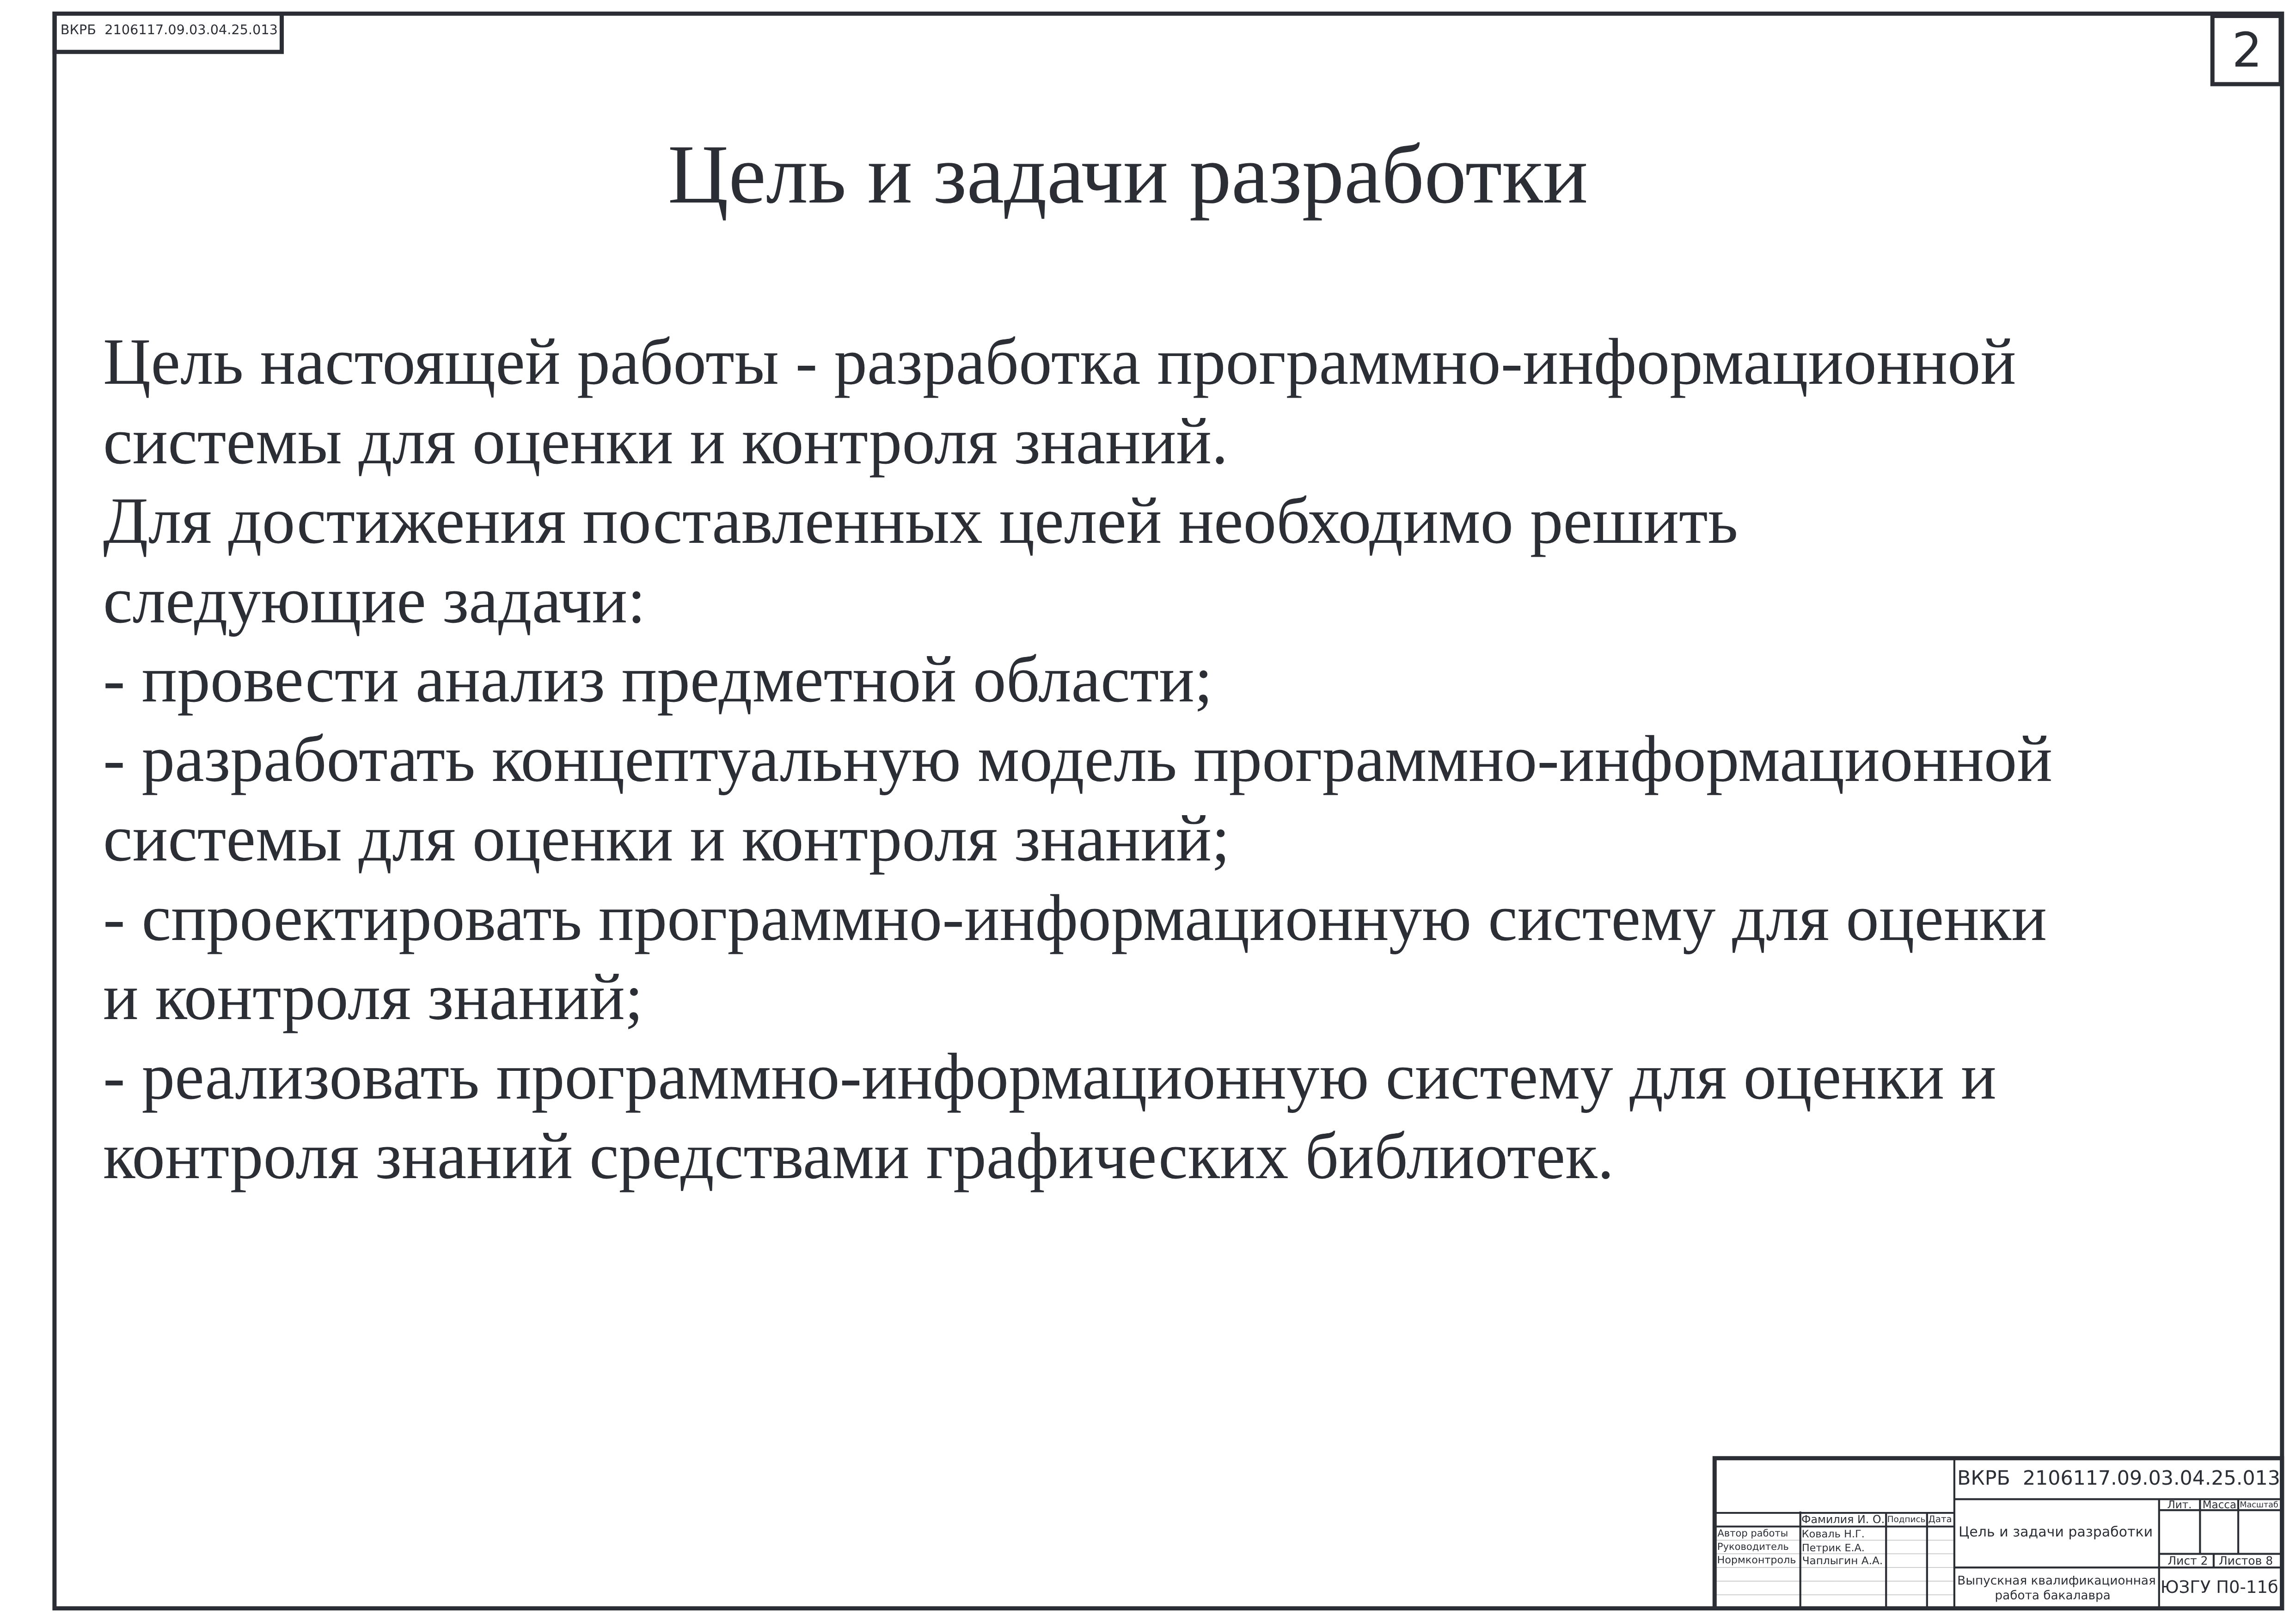 ВКРБ 2106117.09.03.04.25.013
2
Цель и задачи разработки
Цель настоящей работы - разработка программно-информационной
системы для оценки и контроля знаний.
Для достижения поставленных целей необходимо решить
следующие задачи:
- провести анализ предметной области;
- разработать концептуальную модель программно-информационной
системы для оценки и контроля знаний;
- спроектировать программно-информационную систему для оценки
и контроля знаний;
- реализовать программно-информационную систему для оценки и
контроля знаний средствами графических библиотек.
ВКРБ 2106117.09.03.04.25.013
Лит. Масса Масштаб
Фамилия И. О. Подпись Дата
Автор работы Коваль Н.Г.
Руководитель Петрик Е.А.
Нормконтроль Чаплыгин А.А.
Цель и задачи разработки
Лист 2 Листов 8
Выпускная квалификационная
работа бакалавра
ЮЗГУ П0-11б